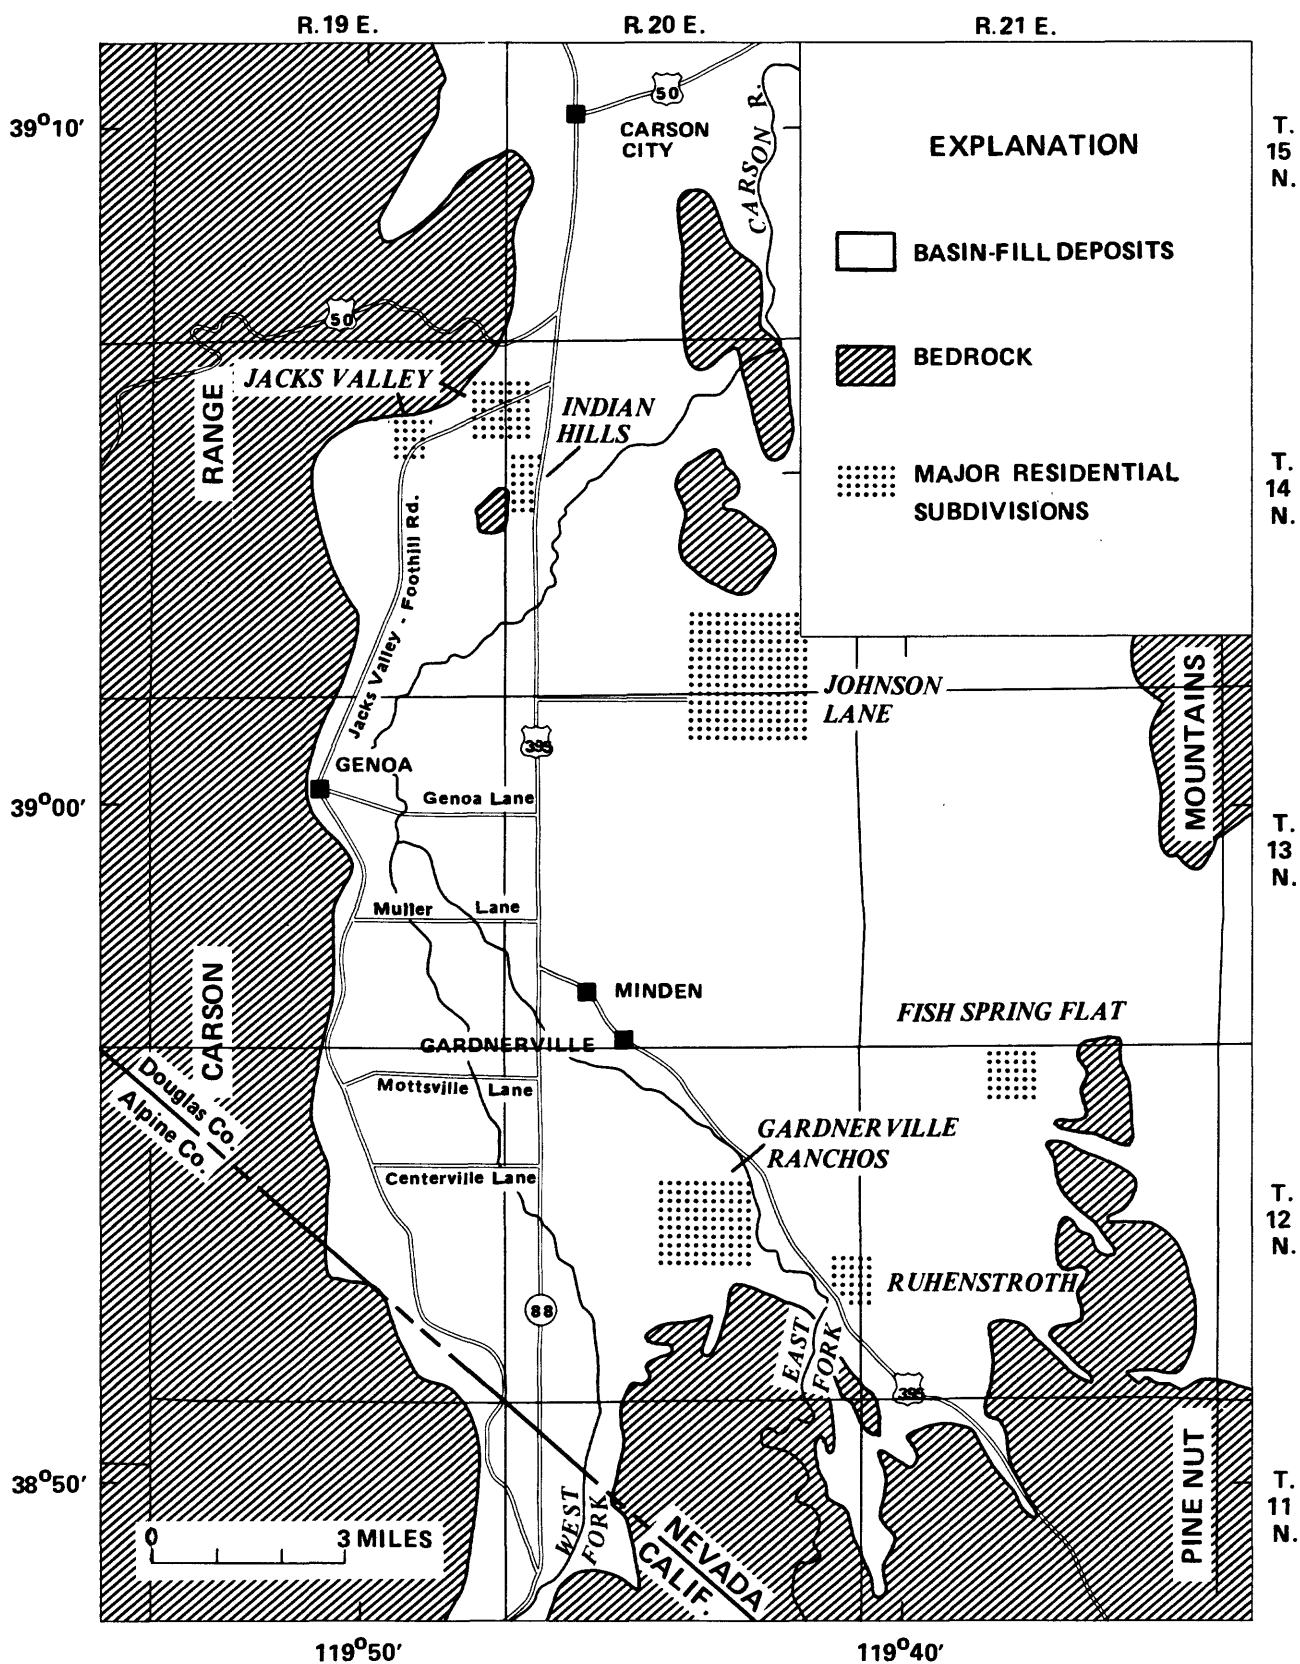 R. 19 E.
R. 20 E.
R. 21 E.
39°10'
50
CARSON
CITY
CARSON R.
EXPLANATION
T.
15
N.
BASIN-FILL DEPOSITS
50
BEDROCK
JACKS VALLEY
INDIAN
HILLS
MAJOR RESIDENTIAL
SUBDIVISIONS
T.
14
N.
RANGE
Jacks Valley - Foothill Rd.
JOHNSON
LANE
MOUNTAINS
395
GENOA
Genoa Lane
39°00'
T.
13
N.
Muller Lane
CARSON
MINDEN
FISH SPRING FLAT
GARDNERVILLE
Mottsville Lane
Douglas Co.
Alpine Co.
GARDNERVILLE
RANCHOS
Centerville Lane
T.
12
N.
RUHENSTROTH
88
EAST
FORK
395
38°50'
PINE NUT
T.
11
N.
WEST
FORK
0 3 MILES
NEVADA
CALIF.
119°50'
119°40'